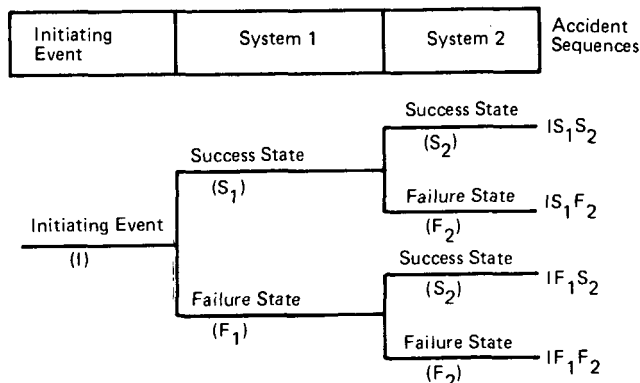 Initiating Event
System 1
System 2
Accident Sequences
Success State
(S2)
IS1S2
Success State
(S1)
Failure State
(F2)
IS1F2
Initiating Event
(I)
Success State
(S2)
IF1S2
Failure State
(F1)
Failure State
(F2)
IF1F2